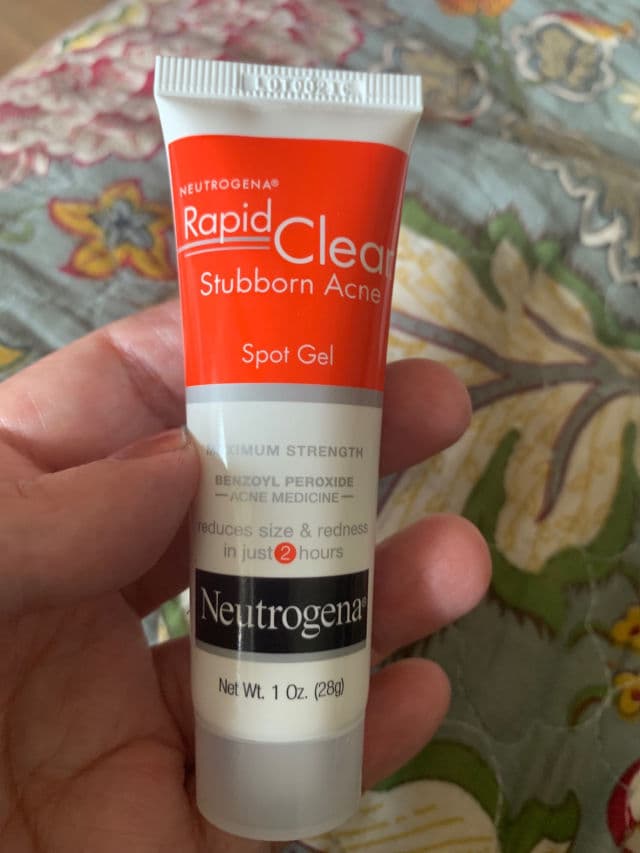 NEUTROGENA®
Rapid Clear
Stubborn Acne
Spot Gel
MAXIMUM STRENGTH
BENZOYL PEROXIDE
—ACNE MEDICINE—
reduces size & redness
in just 2 hours
Neutrogena®
Net Wt. 1 Oz. (28g)